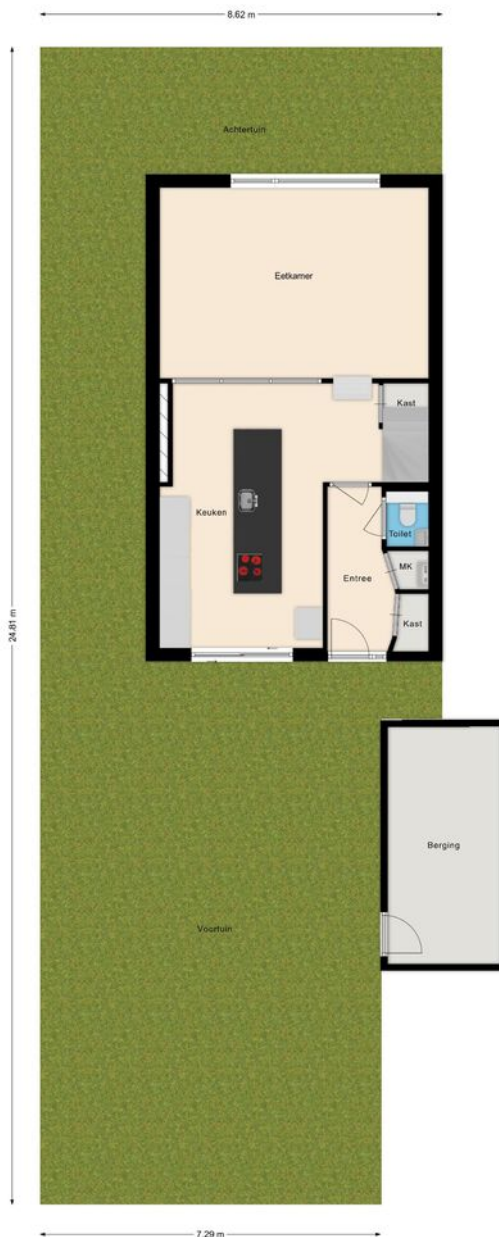 8.62 m
Achtertuin
Eetkamer
Kast
Keuken
Toilet
Entree
MK
Kast
24.81 m
Berging
Voortuin
7.29 m